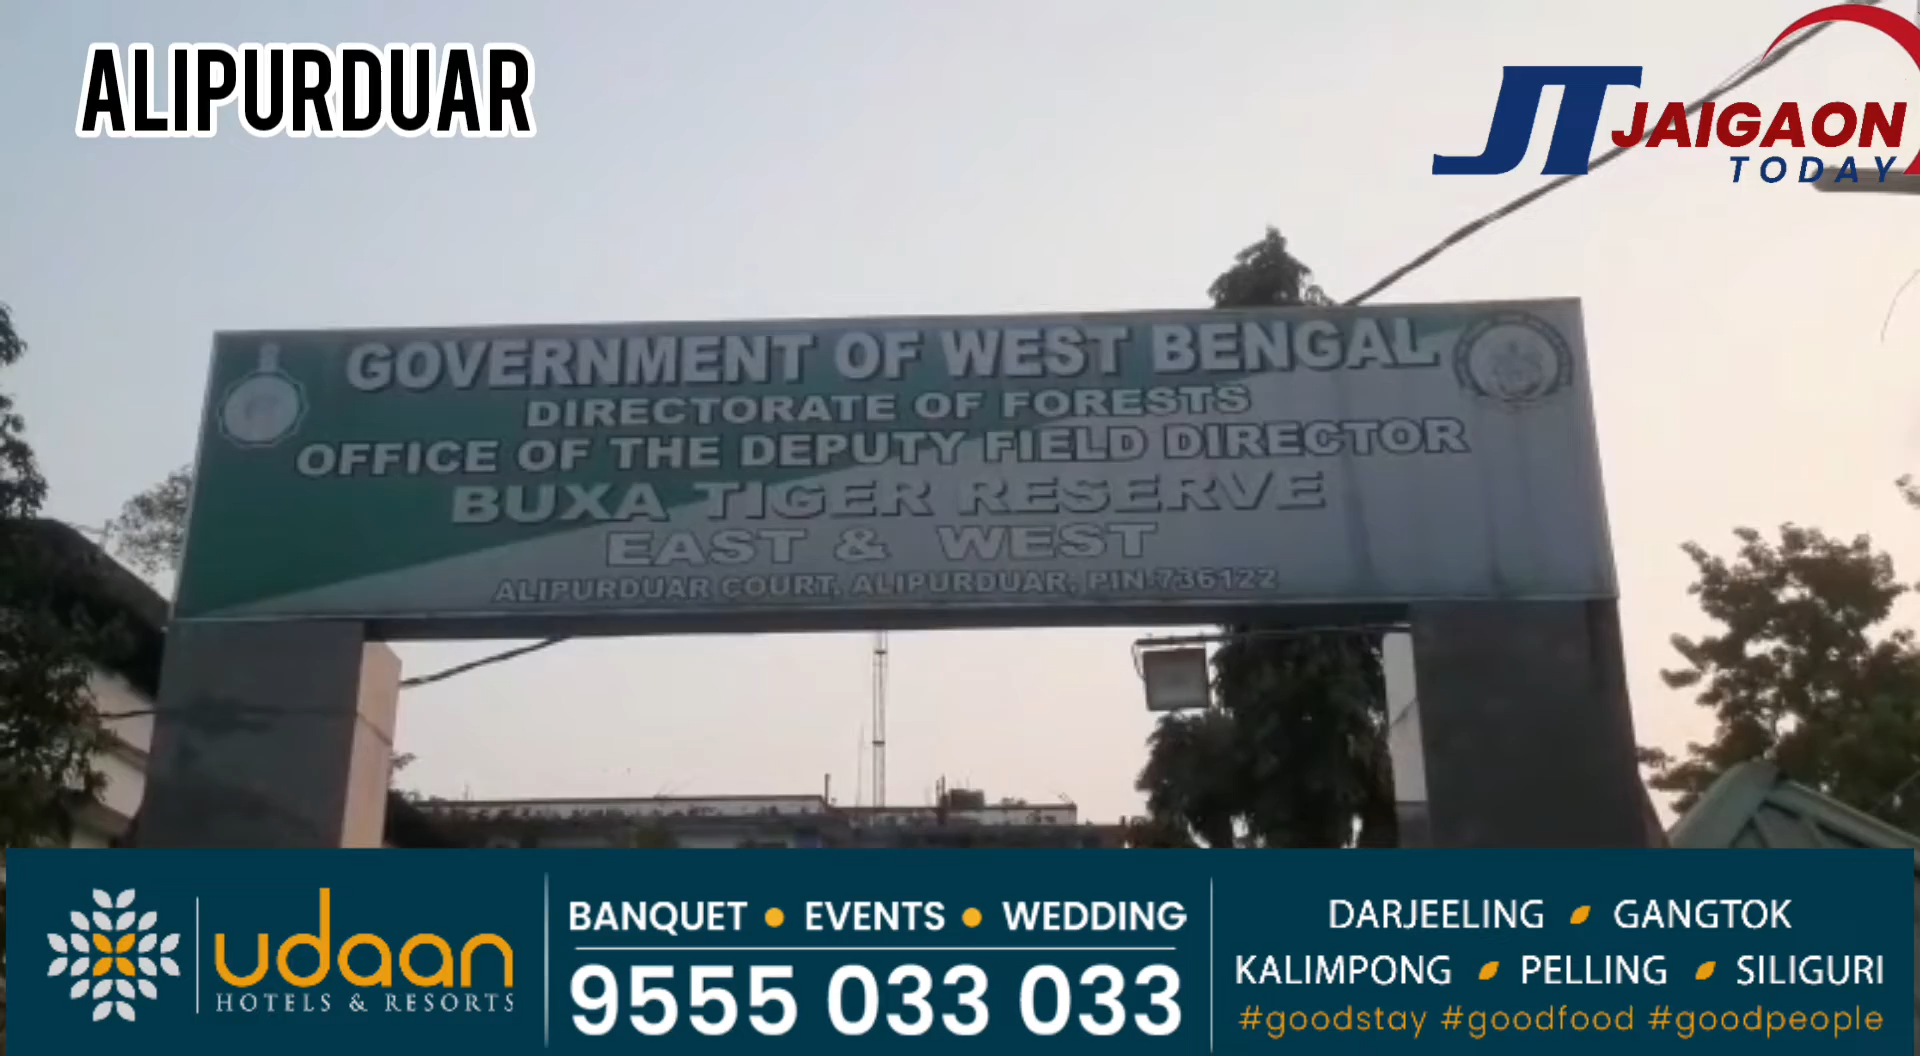 ALIPURDUAR
JT JAIGAON
TODAY
GOVERNMENT OF WEST BENGAL
DIRECTORATE OF FORESTS
OFFICE OF THE DEPUTY FIELD DIRECTOR
BUXA TIGER RESERVE
EAST & WEST
ALIPURDUAR COURT, ALIPURDUAR, PIN-736122
udaan
HOTELS & RESORTS
BANQUET • EVENTS • WEDDING
9555 033 033
DARJEELING GANGTOK
KALIMPONG PELLING SILIGURI
#goodstay #goodfood #goodpeople